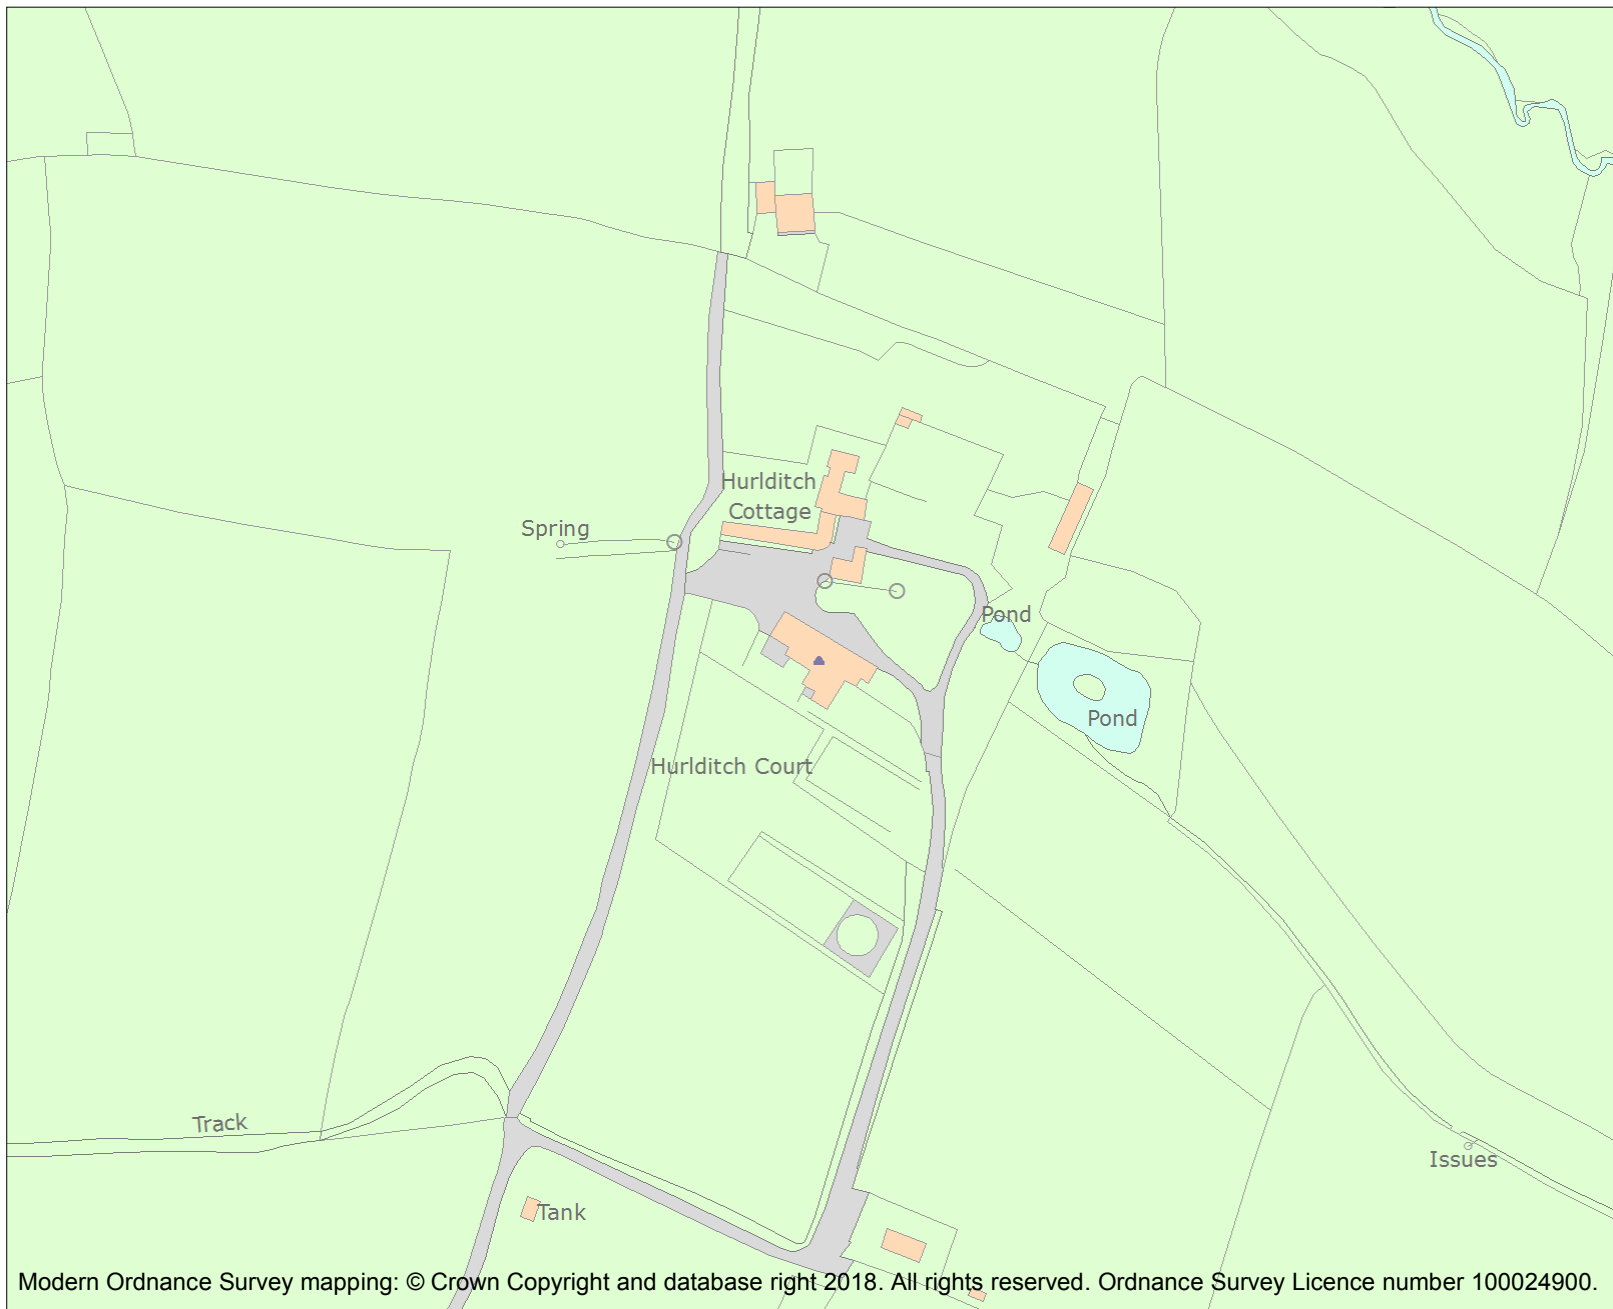 Hurlditch
Cottage
Spring
Pond
Pond
Hurlditch Court
Track
Issues
Tank
Modern Ordnance Survey mapping: © Crown Copyright and database right 2018. All rights reserved. Ordnance Survey Licence number 100024900.